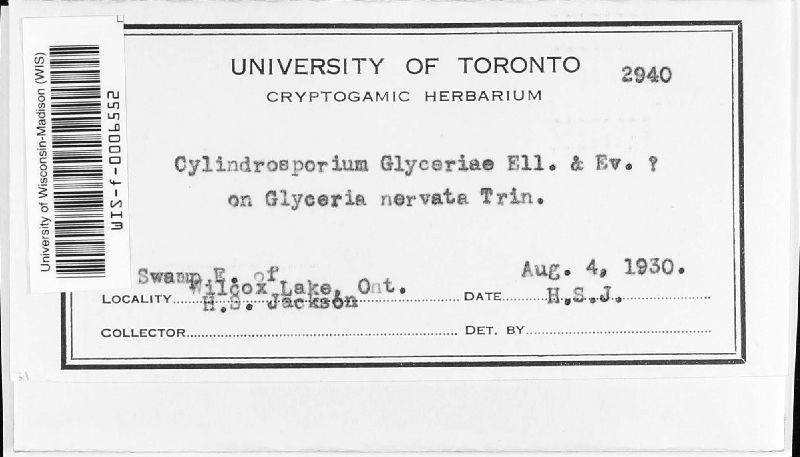 University of Wisconsin-Madison (WIS)
WIS-f-0006552
UNIVERSITY OF TORONTO
2940
CRYPTOGAMIC HERBARIUM
Cylindrosporium Glyceriae Ell. & Ev. ?
on Glyceria nervata Trin.
Swamp E. of
Wilcox Lake, Ont.
Aug. 4, 1930.
LOCALITY
DATE
H.S. Jackson
H.S.J.
COLLECTOR
DET. BY